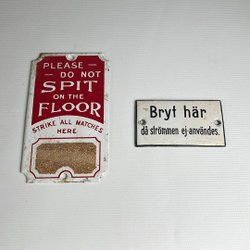 PLEASE —
— DO NOT
SPIT
ON THE
FLOOR
STRIKE ALL MATCHES
HERE
Bryt här
då strömmen ej användes.